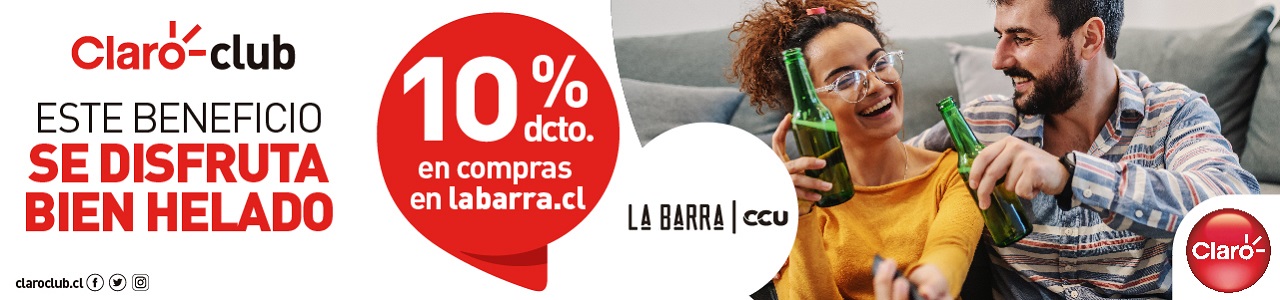 Claro-club
ESTE BENEFICIO
SE DISFRUTA
BIEN HELADO
claroclub.cl
10%
dcto.
en compras
en labarra.cl
LA BARRA | CCU
Claro-